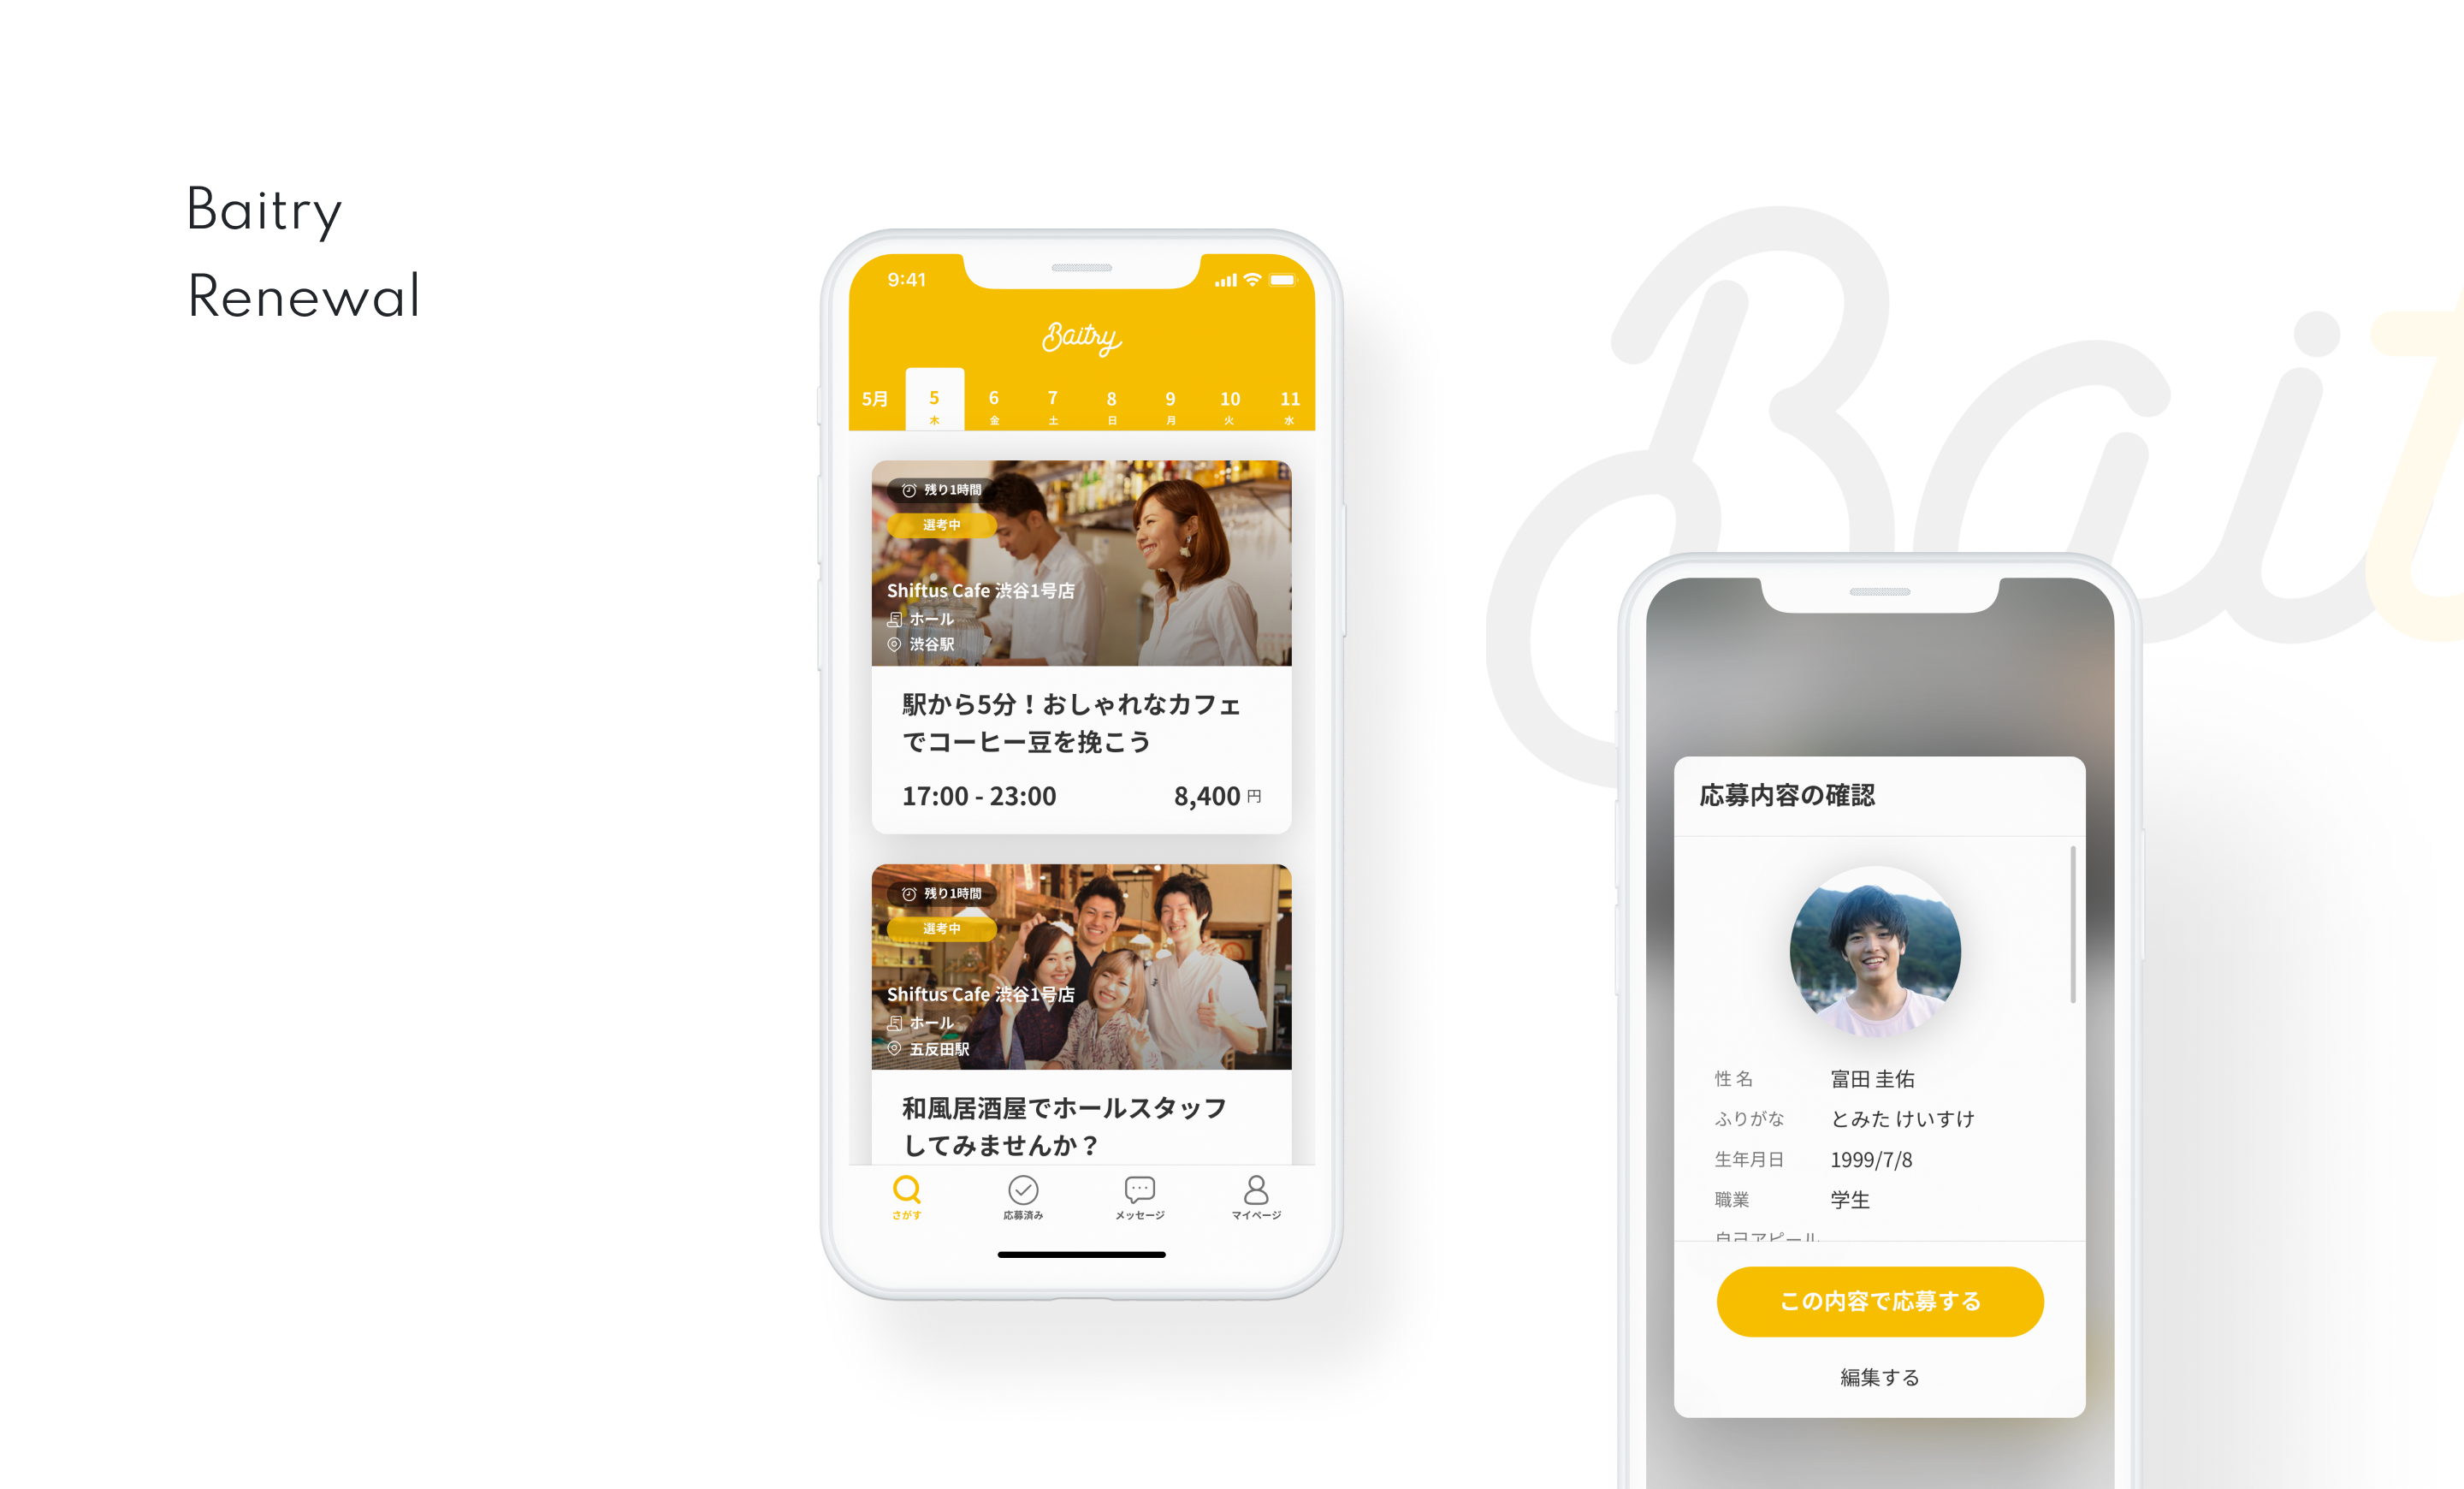 Baitry
Renewal
9:41
Baitry
5月 5 6 7 8 9 10 11
木 金 土 日 月 火 水
残り1時間
選考中
Shiftus Cafe 渋谷1号店
ホール
渋谷駅
駅から5分！おしゃれなカフェ
でコーヒー豆を挽こう
17:00 - 23:00 8,400 円
残り1時間
選考中
Shiftus Cafe 渋谷1号店
ホール
五反田駅
和風居酒屋でホールスタッフ
してみませんか？
さがす 応募済み メッセージ マイページ
Bait
応募内容の確認
性 名 富田 圭佑
ふりがな とみた けいすけ
生年月日 1999/7/8
職業 学生
自己アピール
この内容で応募する
編集する